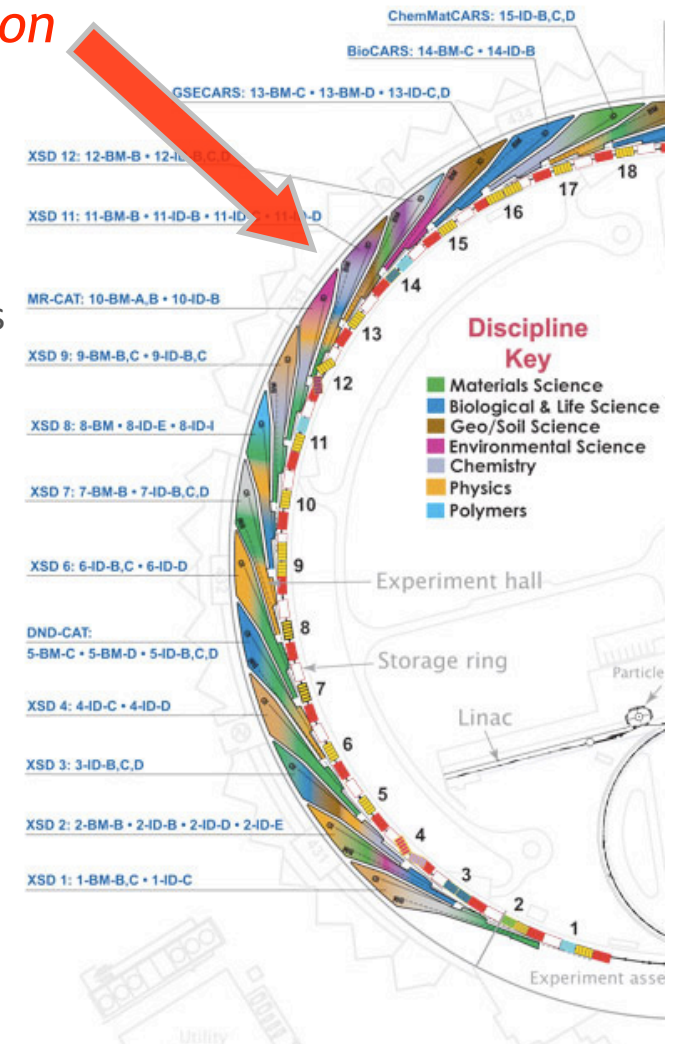 on
ChemMatCARS: 15-ID-B,C,D
BioCARS: 14-BM-C • 14-ID-B
GSECARS: 13-BM-C • 13-BM-D • 13-ID-C,D
434
XSD 12: 12-BM-B • 12-ID-B,C,D
18
17
16
XSD 11: 11-BM-B • 11-ID-B • 11-ID-C • 11-ID-D
15
14
MR-CAT: 10-BM-A,B • 10-ID-B
s
13
Discipline
Key
XSD 9: 9-BM-B,C • 9-ID-B,C
12
Materials Science
Biological & Life Science
Geo/Soil Science
XSD 8: 8-BM • 8-ID-E • 8-ID-I
11
Environmental Science
Chemistry
Physics
XSD 7: 7-BM-B • 7-ID-B,C,D
10
Polymers
XSD 6: 6-ID-B,C • 6-ID-D
9
Experiment hall
DND-CAT:
5-BM-C • 5-BM-D • 5-ID-B,C,D
8
Storage ring
Particle
7
XSD 4: 4-ID-C • 4-ID-D
Linac
6
XSD 3: 3-ID-B,C,D
5
XSD 2: 2-BM-B • 2-ID-B • 2-ID-D • 2-ID-E
4
431
XSD 1: 1-BM-B,C • 1-ID-C
3
2
1
Experiment asse
Utility